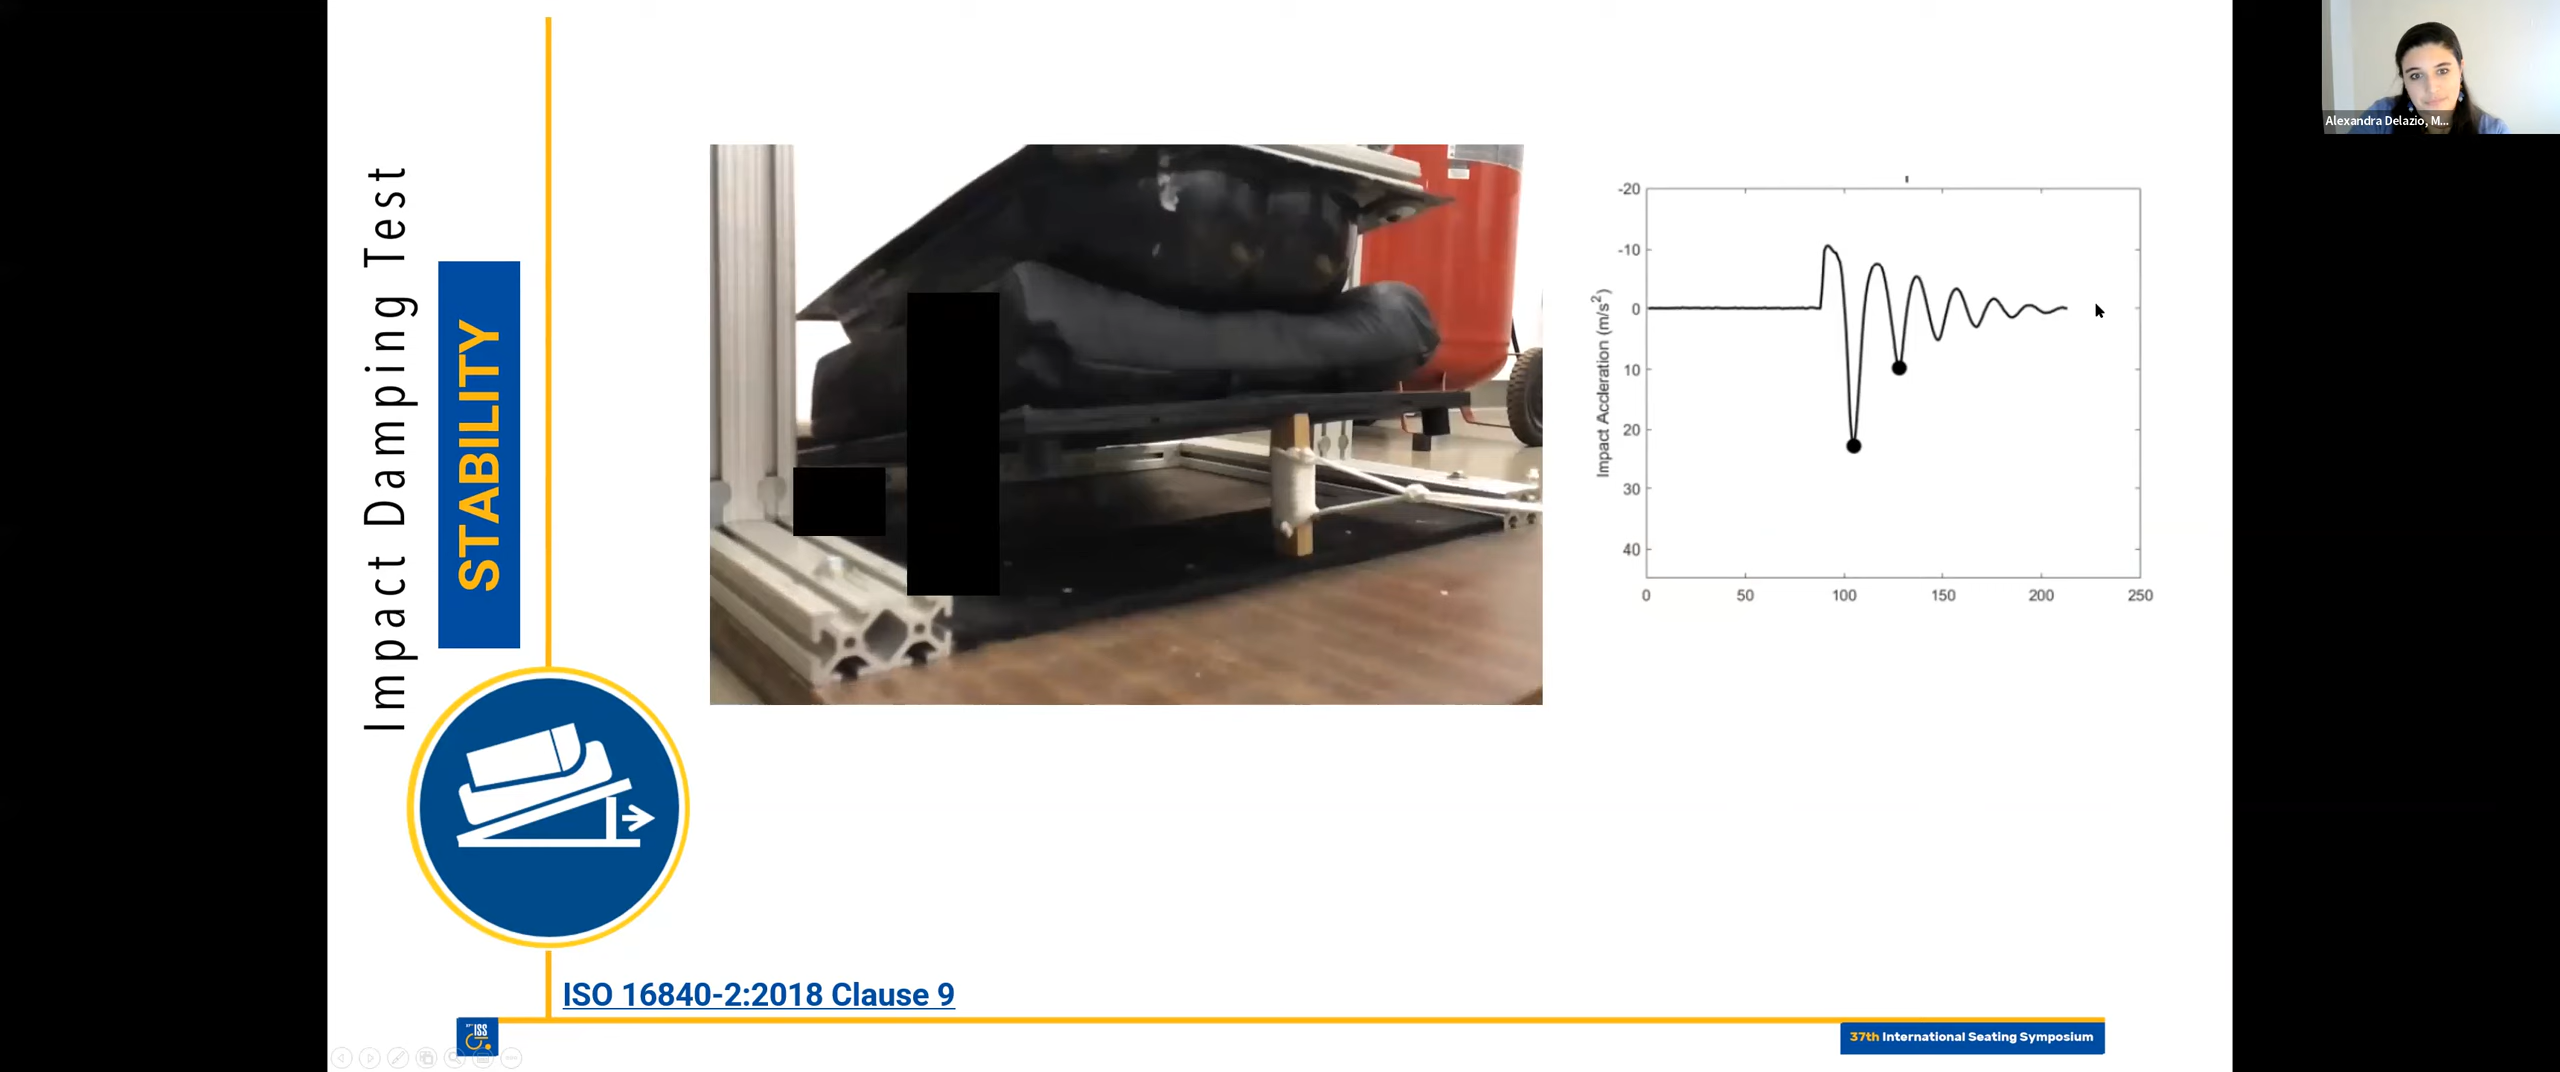 Alexandra Delazio, M...
Impact Damping Test
STABILITY
-20
-10
0
10
20
30
40
Impact Accleration (m/s2)
0 50 100 150 200 250
ISO 16840-2:2018 Clause 9
ISS
37th International Seating Symposium